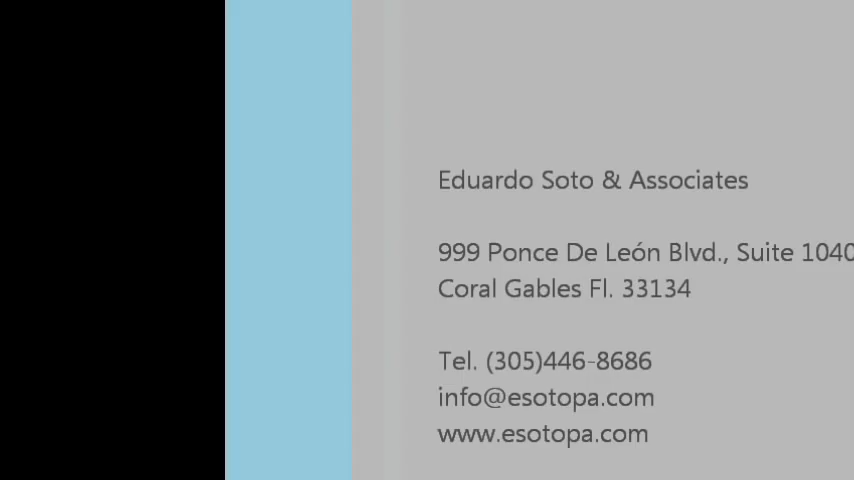 Eduardo Soto & Associates
999 Ponce De León Blvd., Suite 1040
Coral Gables Fl. 33134
Tel. (305)446-8686
info@esotopa.com
www.esotopa.com